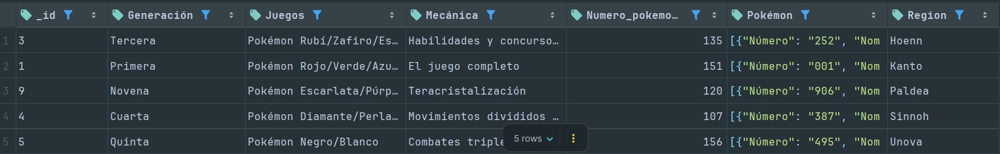 _id Generación Juegos Mecánica Numero_pokemo… Pokémon Region
1 3 Tercera Pokémon Rubí/Zafiro/Es… Habilidades y concurso… 135 [{"Número": "252", "Nom Hoenn
2 1 Primera Pokémon Rojo/Verde/Azu… El juego completo 151 [{"Número": "001", "Nom Kanto
3 9 Novena Pokémon Escarlata/Púrp… Teracristalización 120 [{"Número": "906", "Nom Paldea
4 4 Cuarta Pokémon Diamante/Perla… Movimientos divididos … 107 [{"Número": "387", "Nom Sinnoh
5 5 Quinta Pokémon Negro/Blanco Combates triple 156 [{"Número": "495", "Nom Unova
5 rows